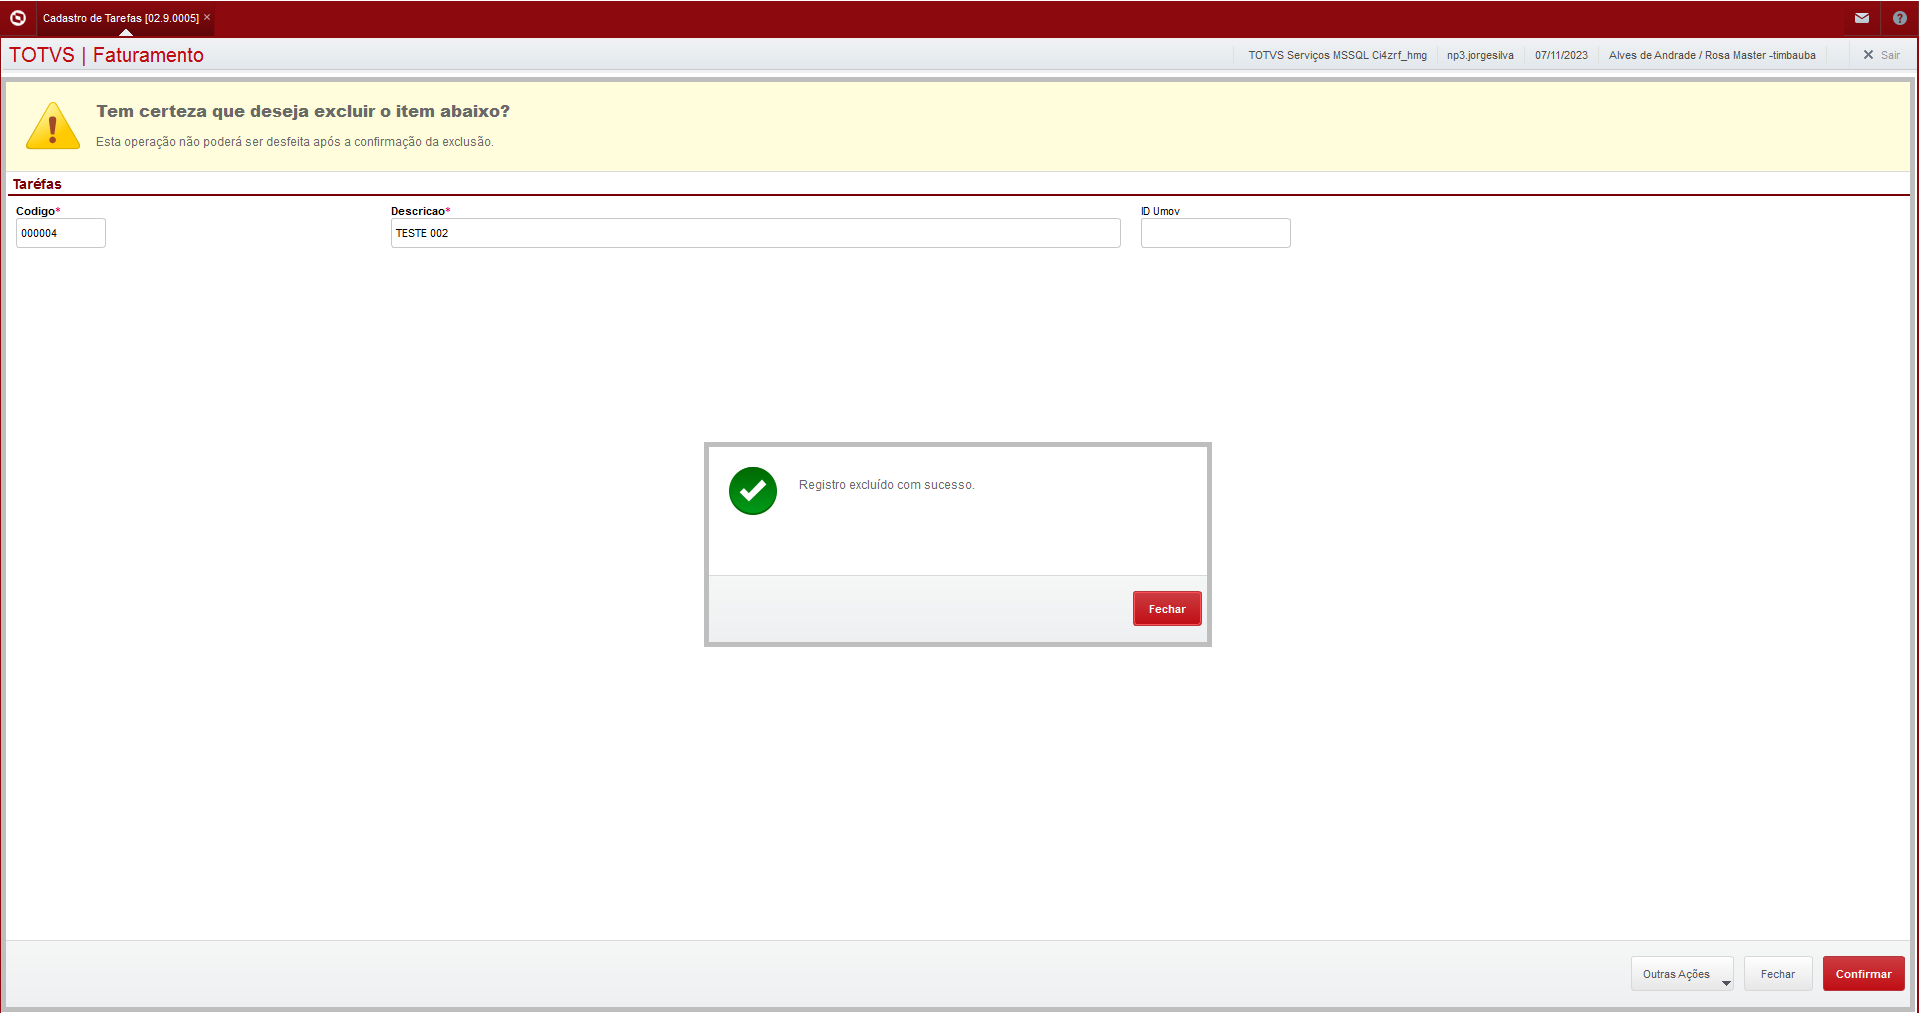 Cadastro de Tarefas [02.9.0005] ×
TOTVS | Faturamento
TOTVS Serviços MSSQL Ci4zrf_hmg
np3.jorgesilva
07/11/2023
Alves de Andrade / Rosa Master -timbauba
Sair
Tem certeza que deseja excluir o item abaixo?
Esta operação não poderá ser desfeita após a confirmação da exclusão.
Taréfas
Codigo*
Descricao*
ID Umov
000004
TESTE 002
Registro excluído com sucesso.
Fechar
Outras Ações
Fechar
Confirmar